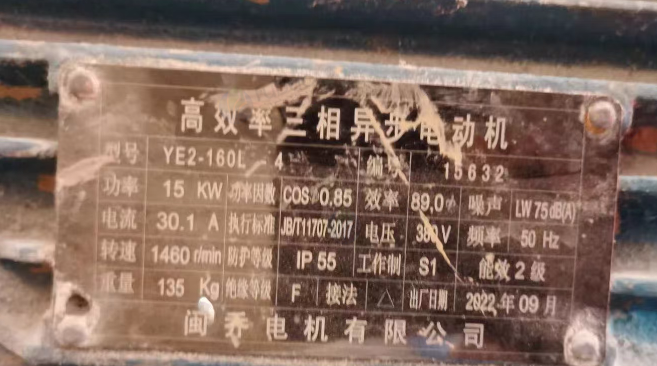 高效率三相异步电动机
型号 YE2-160L-4 编号 15632
功率 15 KW 功率因数 COS 0.85 效率 89.0 噪声 LW 75dB(A)
电流 30.1 A 执行标准 JB/T11707-2017 电压 380V 频率 50 Hz
转速 1460 r/min 防护等级 IP 55 工作制 S1 能效2级
重量 135 Kg 绝缘等级 F 接法 △ 出厂日期 2022年09月
闽乔电机有限公司